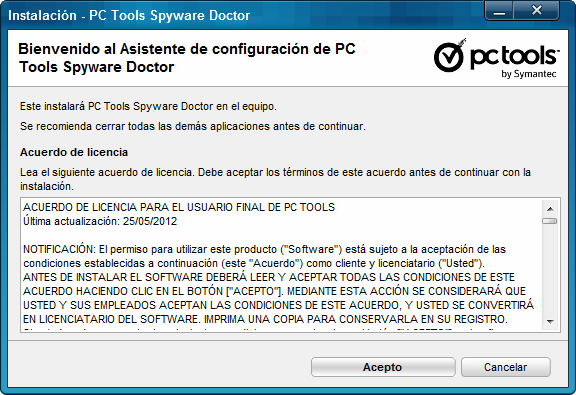 Instalación - PC Tools Spyware Doctor
Bienvenido al Asistente de configuración de PC
Tools Spyware Doctor
pctools
by Symantec
Este instalará PC Tools Spyware Doctor en el equipo.
Se recomienda cerrar todas las demás aplicaciones antes de continuar.
Acuerdo de licencia
Lea el siguiente acuerdo de licencia. Debe aceptar los términos de este acuerdo antes de continuar con la
instalación.
ACUERDO DE LICENCIA PARA EL USUARIO FINAL DE PC TOOLS
Última actualización: 25/05/2012
NOTIFICACIÓN: El permiso para utilizar este producto ("Software") está sujeto a la aceptación de las
condiciones establecidas a continuación (este "Acuerdo") como cliente y licenciatario ("Usted").
ANTES DE INSTALAR EL SOFTWARE DEBERÁ LEER Y ACEPTAR TODAS LAS CONDICIONES DE ESTE
ACUERDO HACIENDO CLIC EN EL BOTÓN ["ACEPTO"]. MEDIANTE ESTA ACCIÓN SE CONSIDERARÁ QUE
USTED Y SUS EMPLEADOS ACEPTAN LAS CONDICIONES DE ESTE ACUERDO, Y USTED SE CONVERTIRÁ
EN LICENCIATARIO DEL SOFTWARE. IMPRIMA UNA COPIA PARA CONSERVARLA EN SU REGISTRO.
Acepto
Cancelar